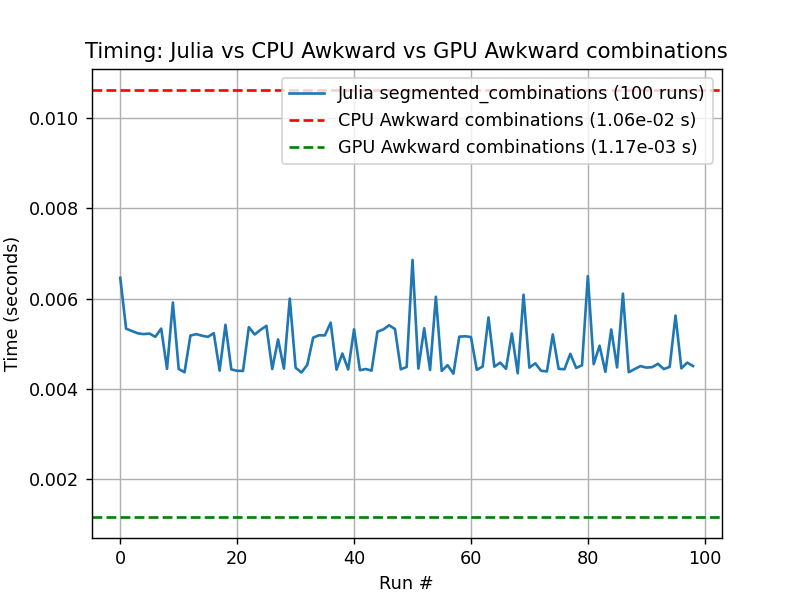 Timing: Julia vs CPU Awkward vs GPU Awkward combinations
Julia segmented_combinations (100 runs)
CPU Awkward combinations (1.06e-02 s)
GPU Awkward combinations (1.17e-03 s)
0.010
0.008
0.006
0.004
0.002
Time (seconds)
0 20 40 60 80 100
Run #